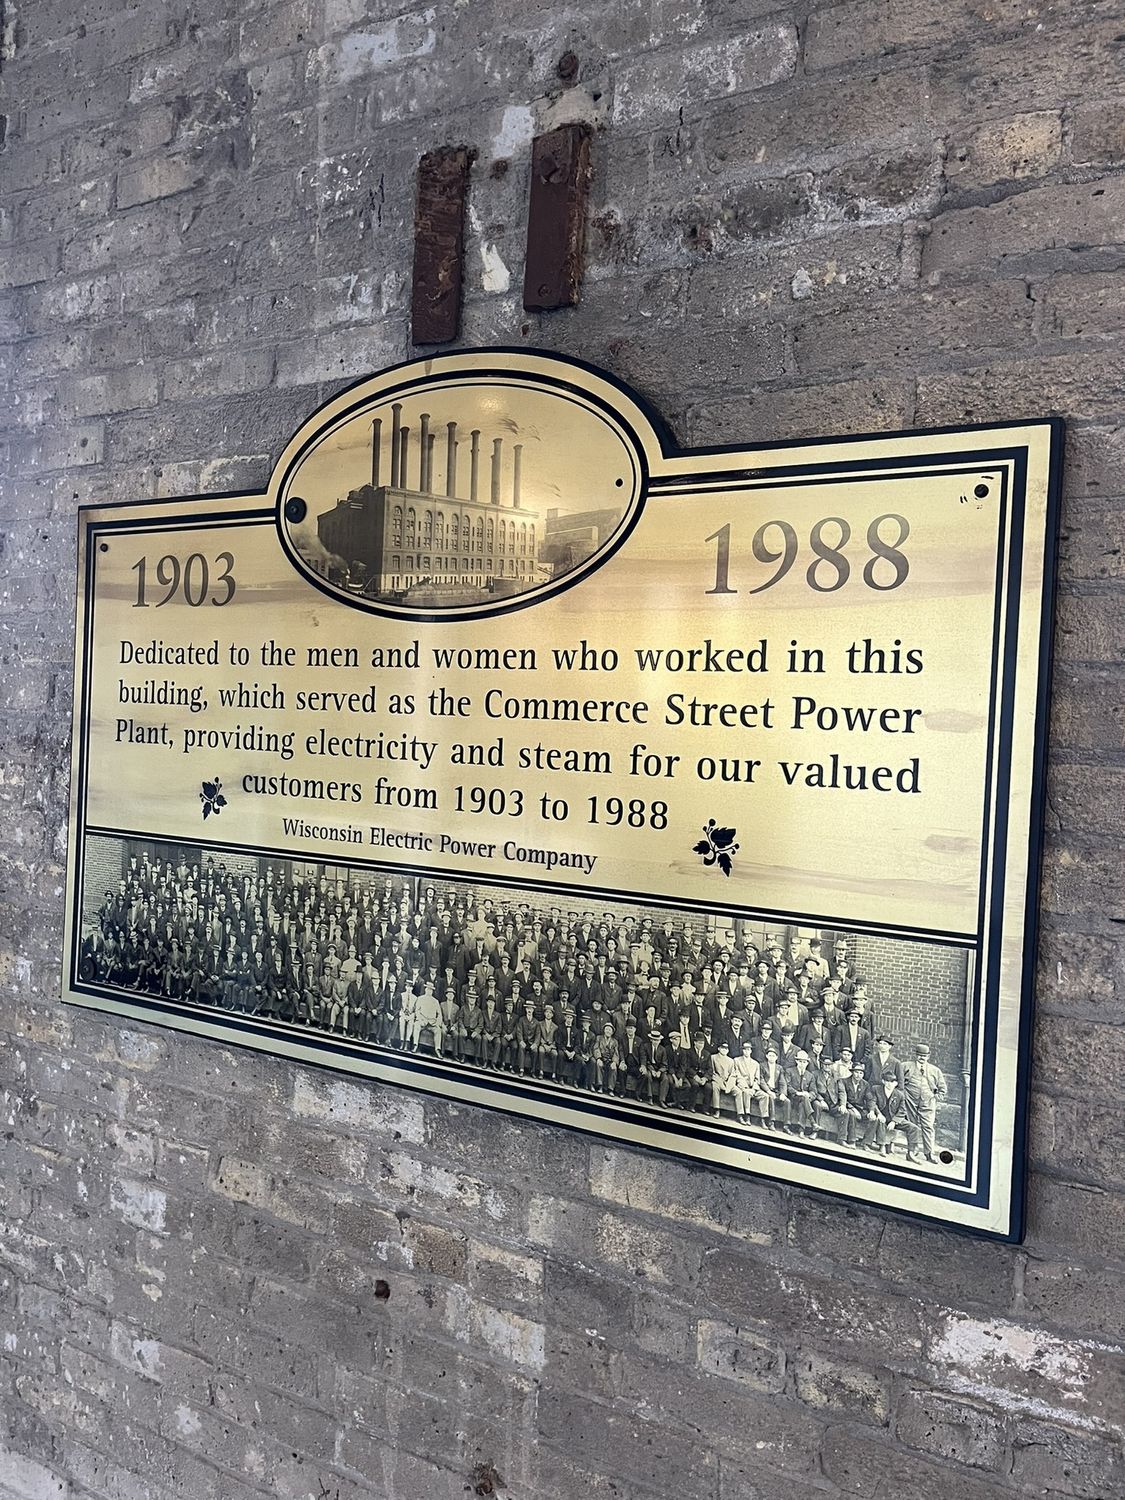 1903
1988
Dedicated to the men and women who worked in this
building, which served as the Commerce Street Power
Plant, providing electricity and steam for our valued
customers from 1903 to 1988
Wisconsin Electric Power Company